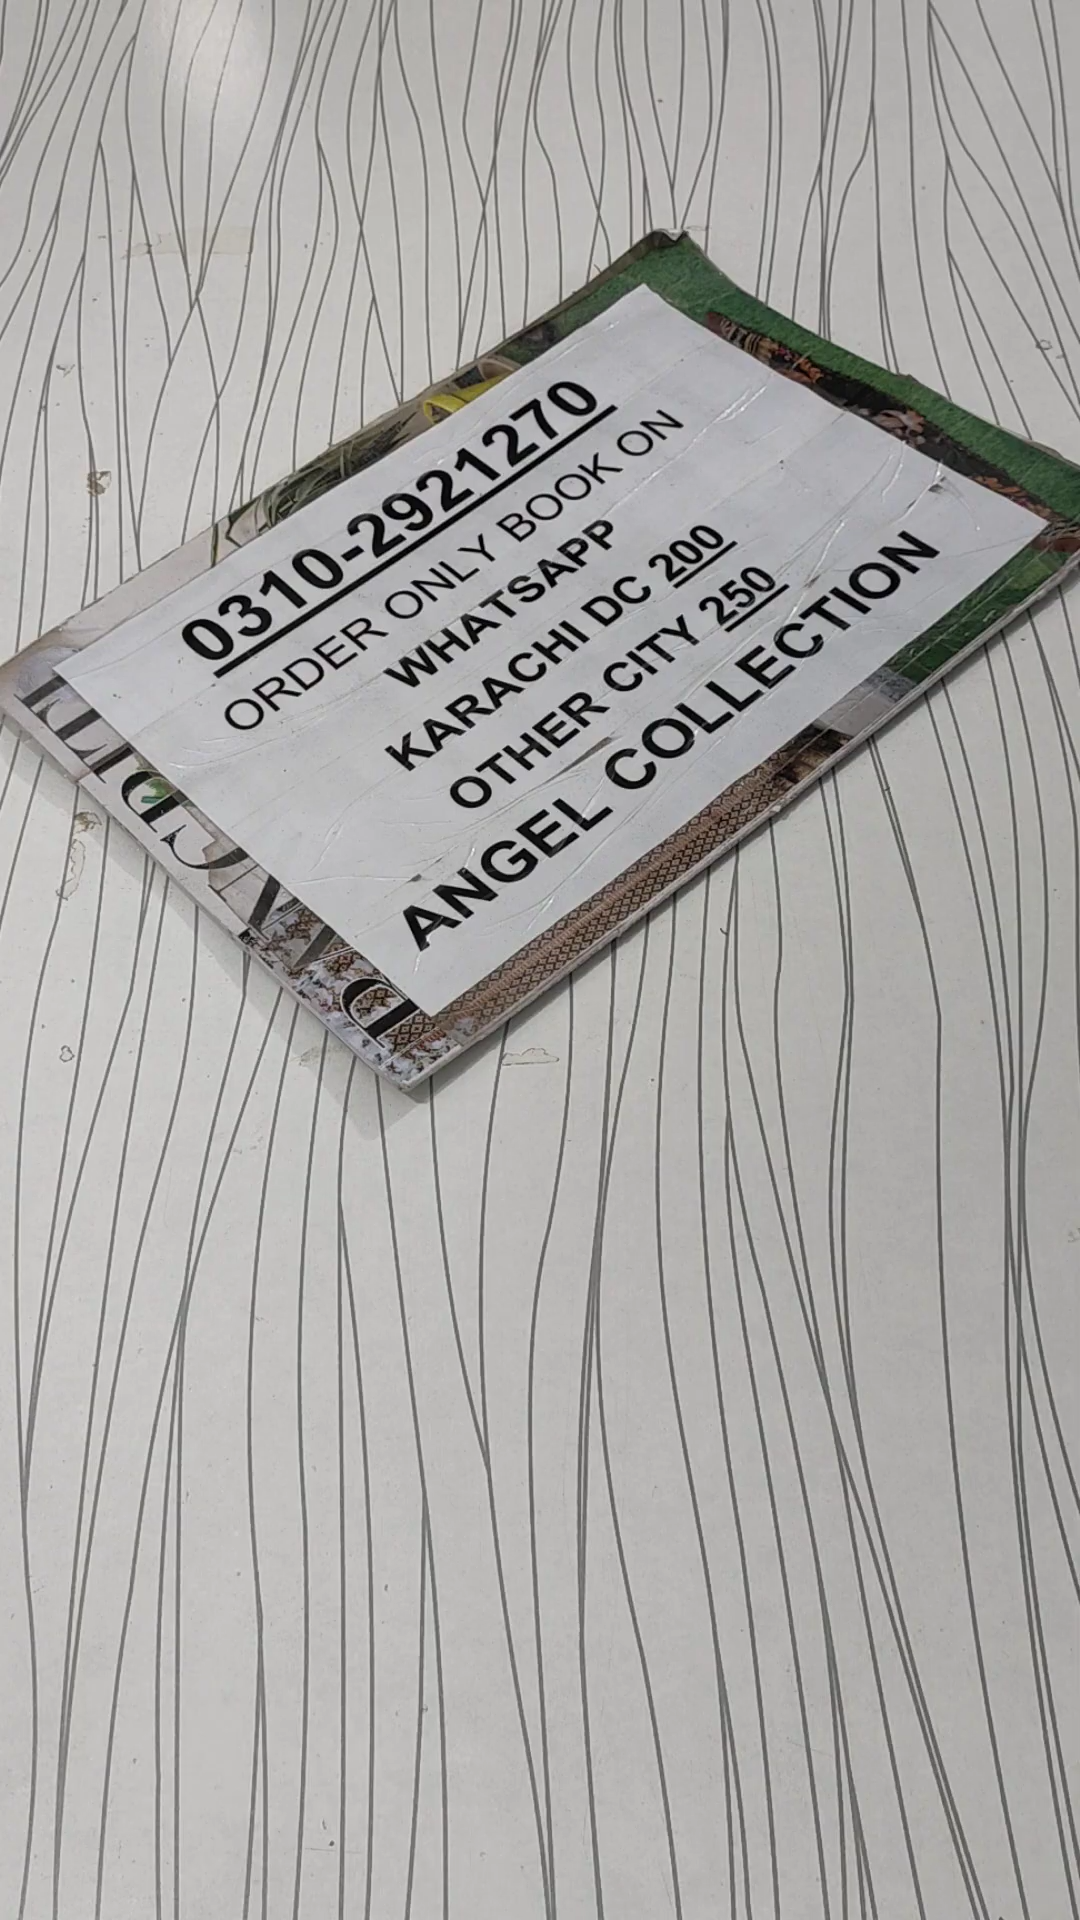 0310-2921270
ORDER ONLY BOOK ON
WHATSAPP
KARACHI DC 200
OTHER CITY 250
ANGEL COLLECTION